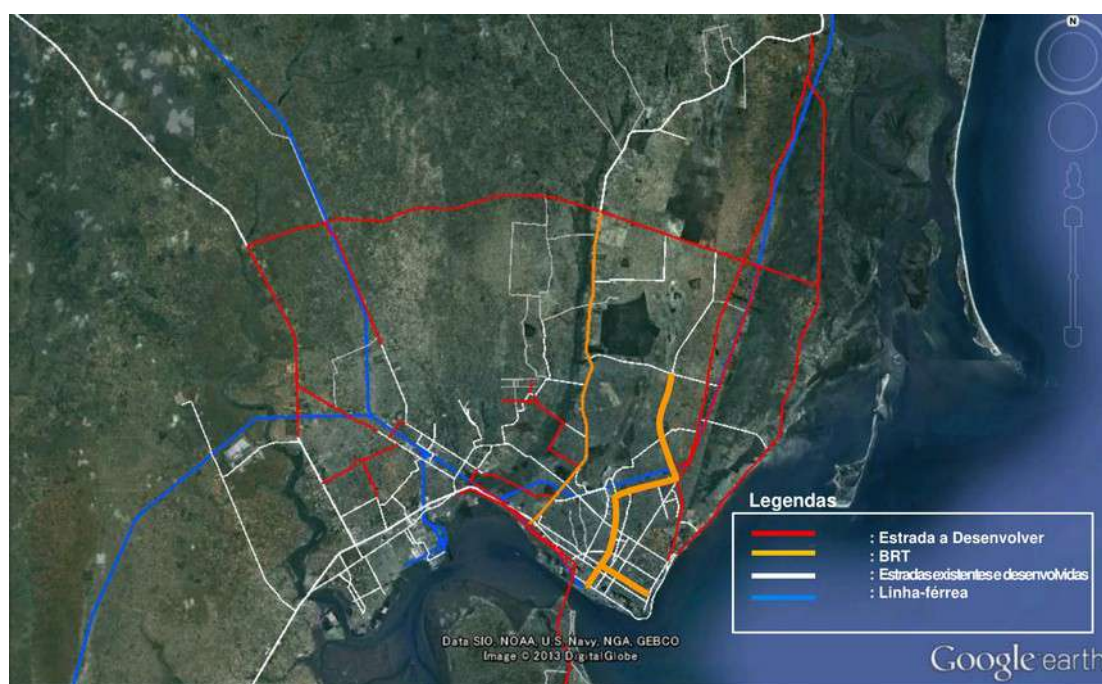 N
Legendas
: Estrada a Desenvolver
: BRT
: Estradas existentes e desenvolvidas
: Linha-férrea
Data SIO, NOAA, U.S. Navy, NGA, GEBCO
Image © 2013 DigitalGlobe
Google earth